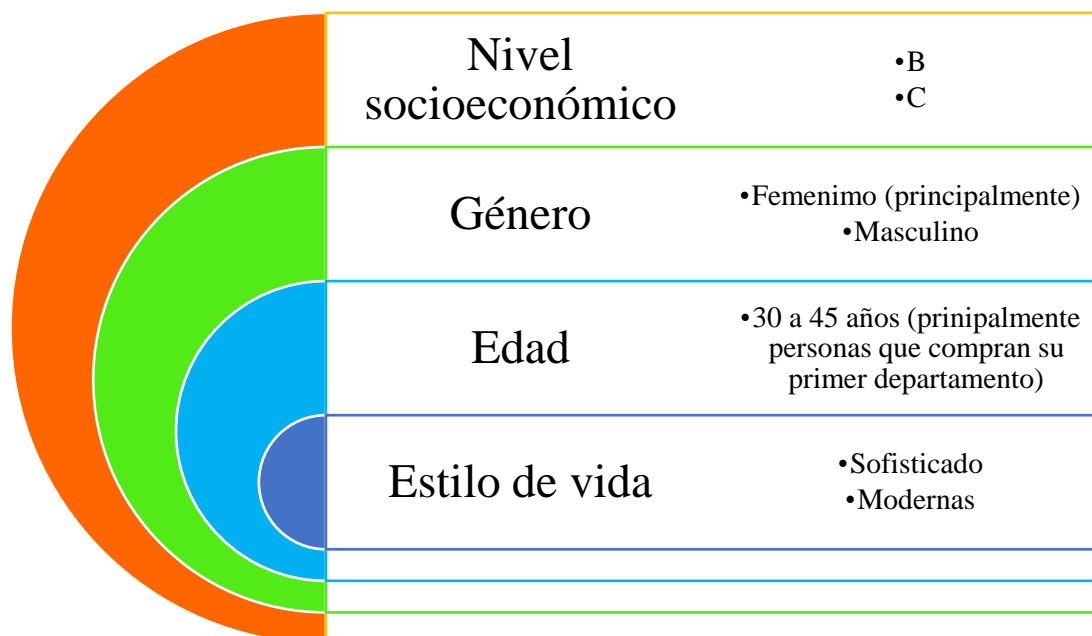 Nivel
socioeconómico
•B
•C
Género
•Femenimo (principalmente)
•Masculino
Edad
•30 a 45 años (prinipalmente
personas que compran su
primer departamento)
Estilo de vida
•Sofisticado
•Modernas